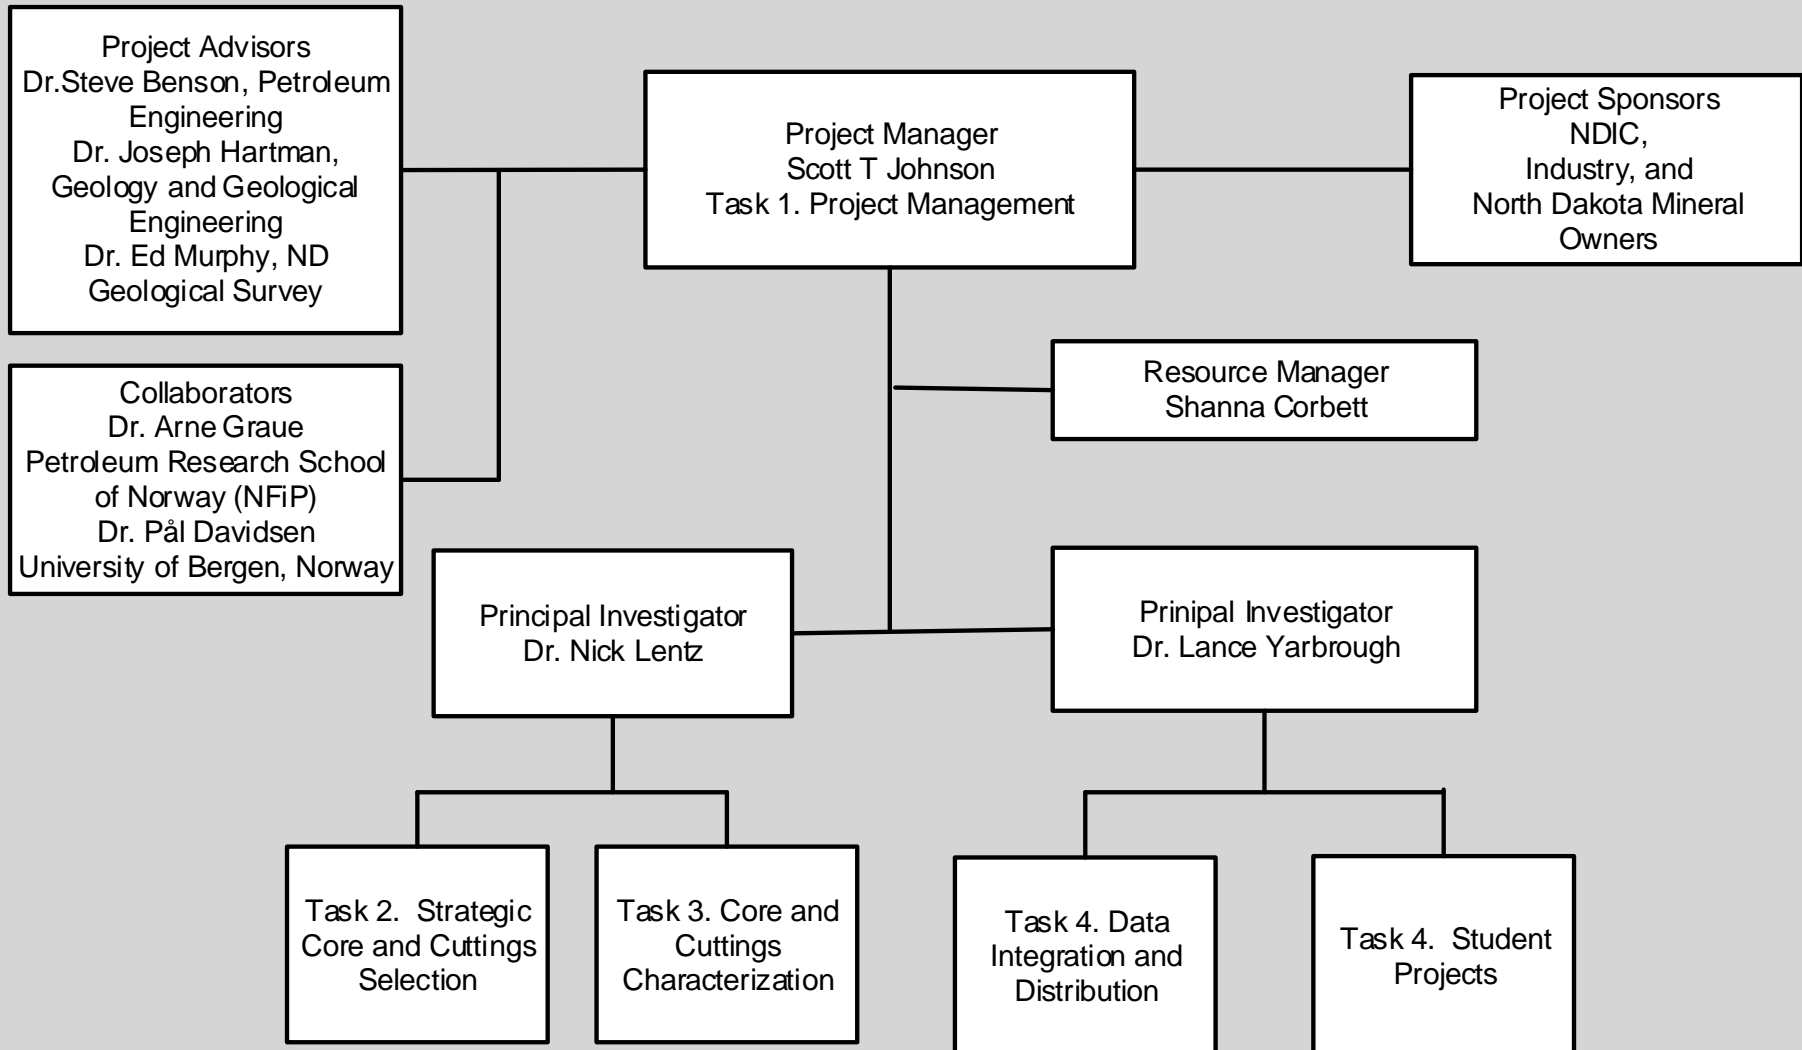 Project Advisors
Dr.Steve Benson, Petroleum
Engineering
Dr. Joseph Hartman,
Geology and Geological
Engineering
Dr. Ed Murphy, ND
Geological Survey
Project Manager
Scott T Johnson
Task 1. Project Management
Project Sponsors
NDIC,
Industry, and
North Dakota Mineral
Owners
Collaborators
Dr. Arne Graue
Petroleum Research School
of Norway (NFiP)
Dr. Pål Davidsen
University of Bergen, Norway
Resource Manager
Shanna Corbett
Principal Investigator
Dr. Nick Lentz
Prinipal Investigator
Dr. Lance Yarbrough
Task 2. Strategic
Core and Cuttings
Selection
Task 3. Core and
Cuttings
Characterization
Task 4. Data
Integration and
Distribution
Task 4. Student
Projects